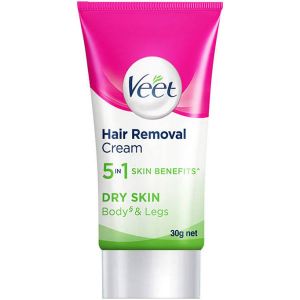 Veet
Hair Removal
Cream
5 IN 1 SKIN BENEFITS^
DRY SKIN
Body§ & Legs
30g net